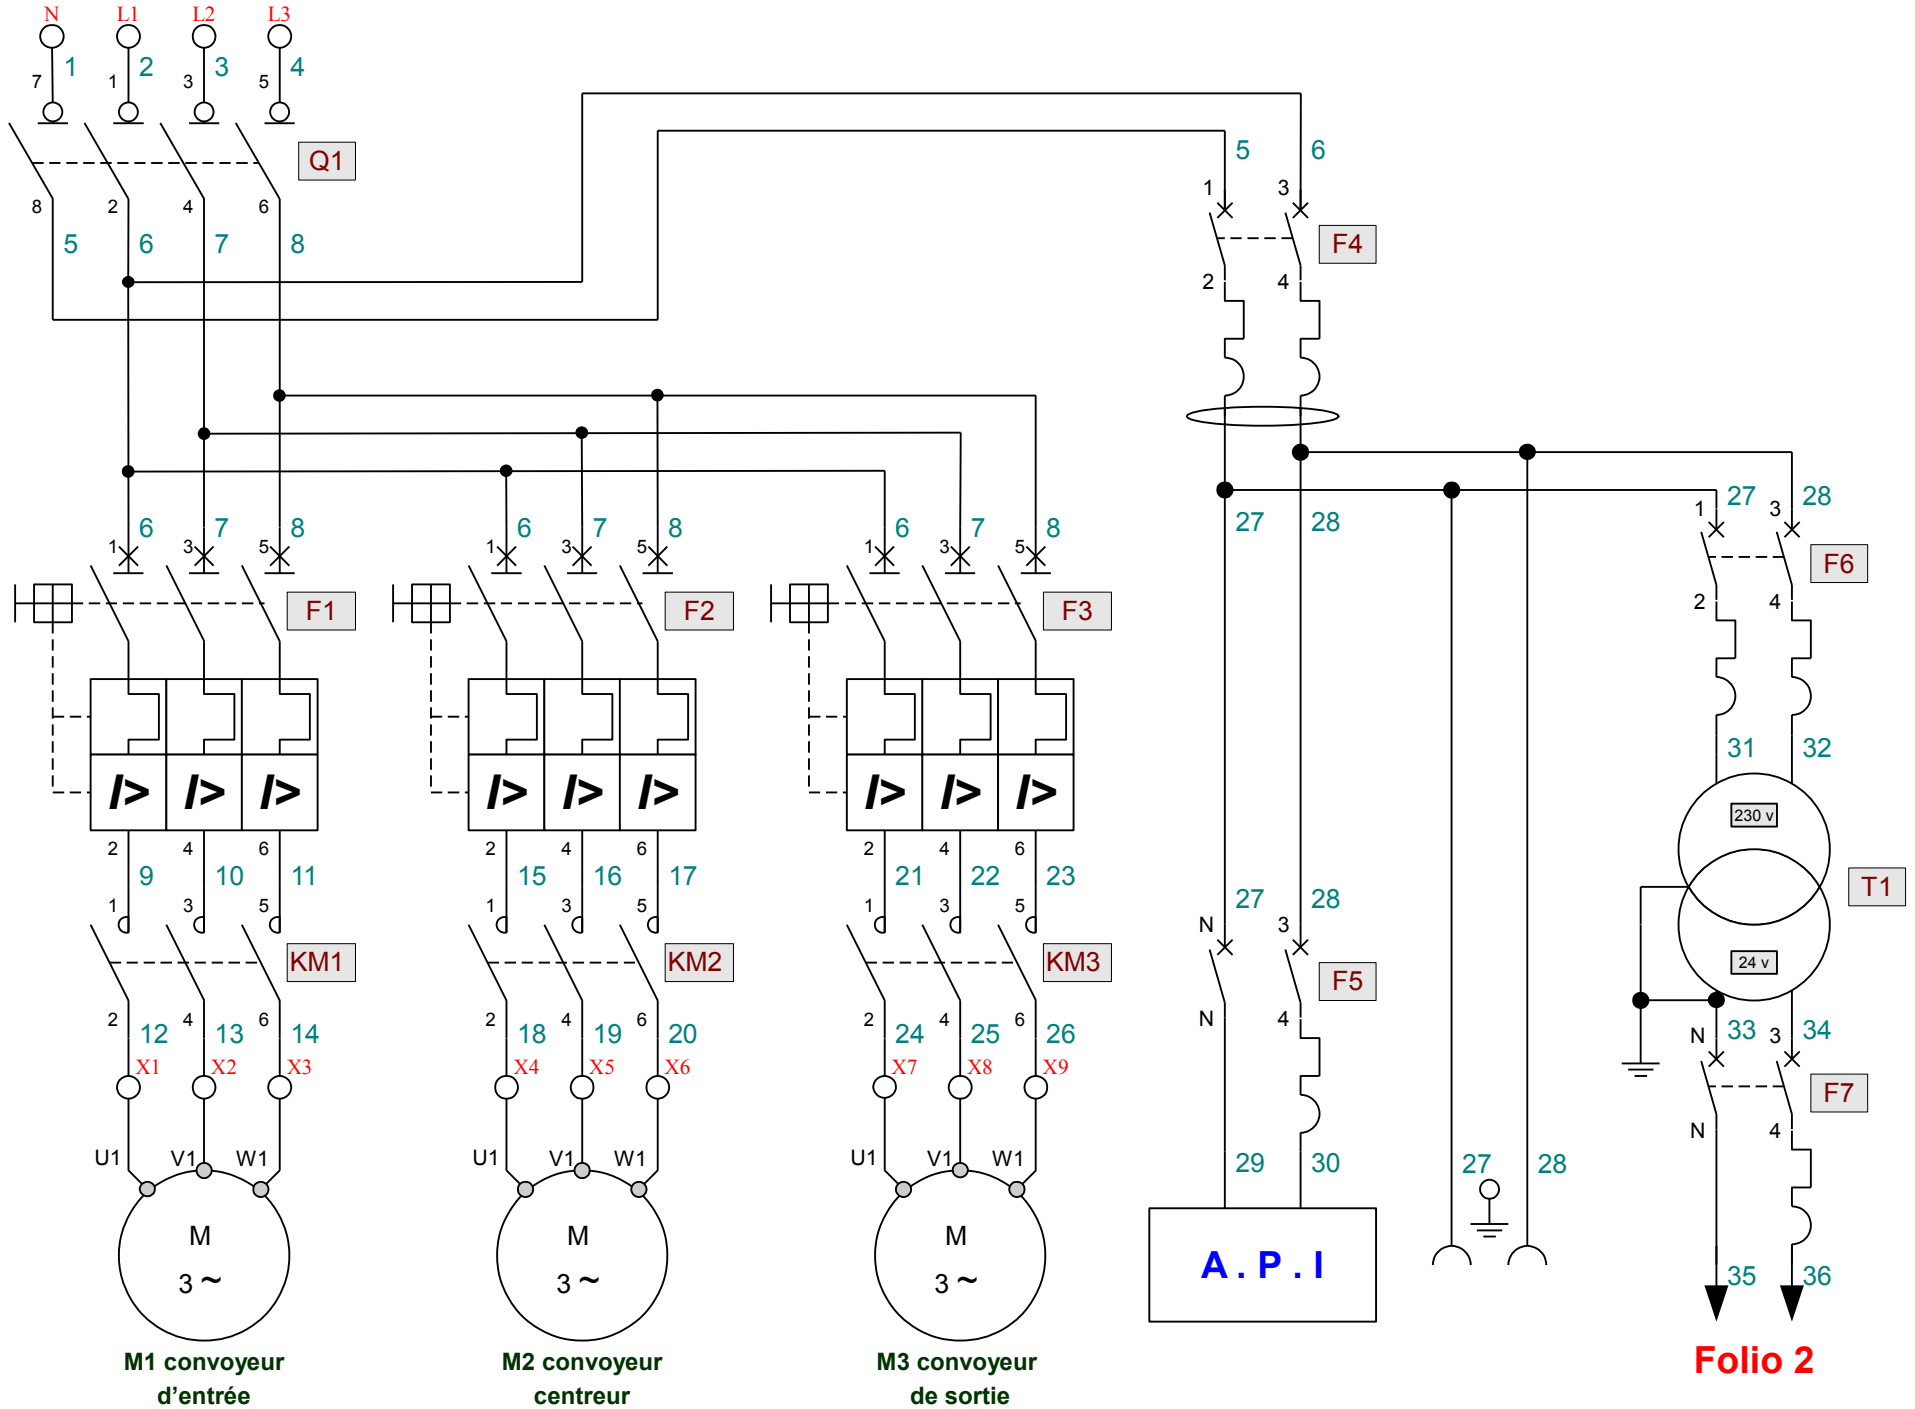 N L1 L2 L3
1 2 3 4
7 1 3 5
Q1
8 2 4 6
5 6 7 8
5 6
1 3
F4
2 4
27 28
1 3
27 28
F6
2 4
6 7 8 6 7 8 6 7 8
1 3 5 1 3 5 1 3 5
F1 F2 F3
31 32
I> I> I> I> I> I> I> I> I>
230 v
T1
24 v
2 4 6 2 4 6 2 4 6
9 10 11 15 16 17 21 22 23
1 3 5 1 3 5 1 3 5
27 28
N 3
KM1 KM2 KM3
F5
N 4
2 4 6 2 4 6 2 4 6
12 13 14 18 19 20 24 25 26
33 34
N 3
X1 X2 X3 X4 X5 X6 X7 X8 X9
F7
N 4
U1 V1 W1 U1 V1 W1 U1 V1 W1
29 30
27 28
M M M
3 ~ 3 ~ 3 ~
A . P . I
35 36
M1 convoyeur
d’entrée
M2 convoyeur
centreur
M3 convoyeur
de sortie
Folio 2